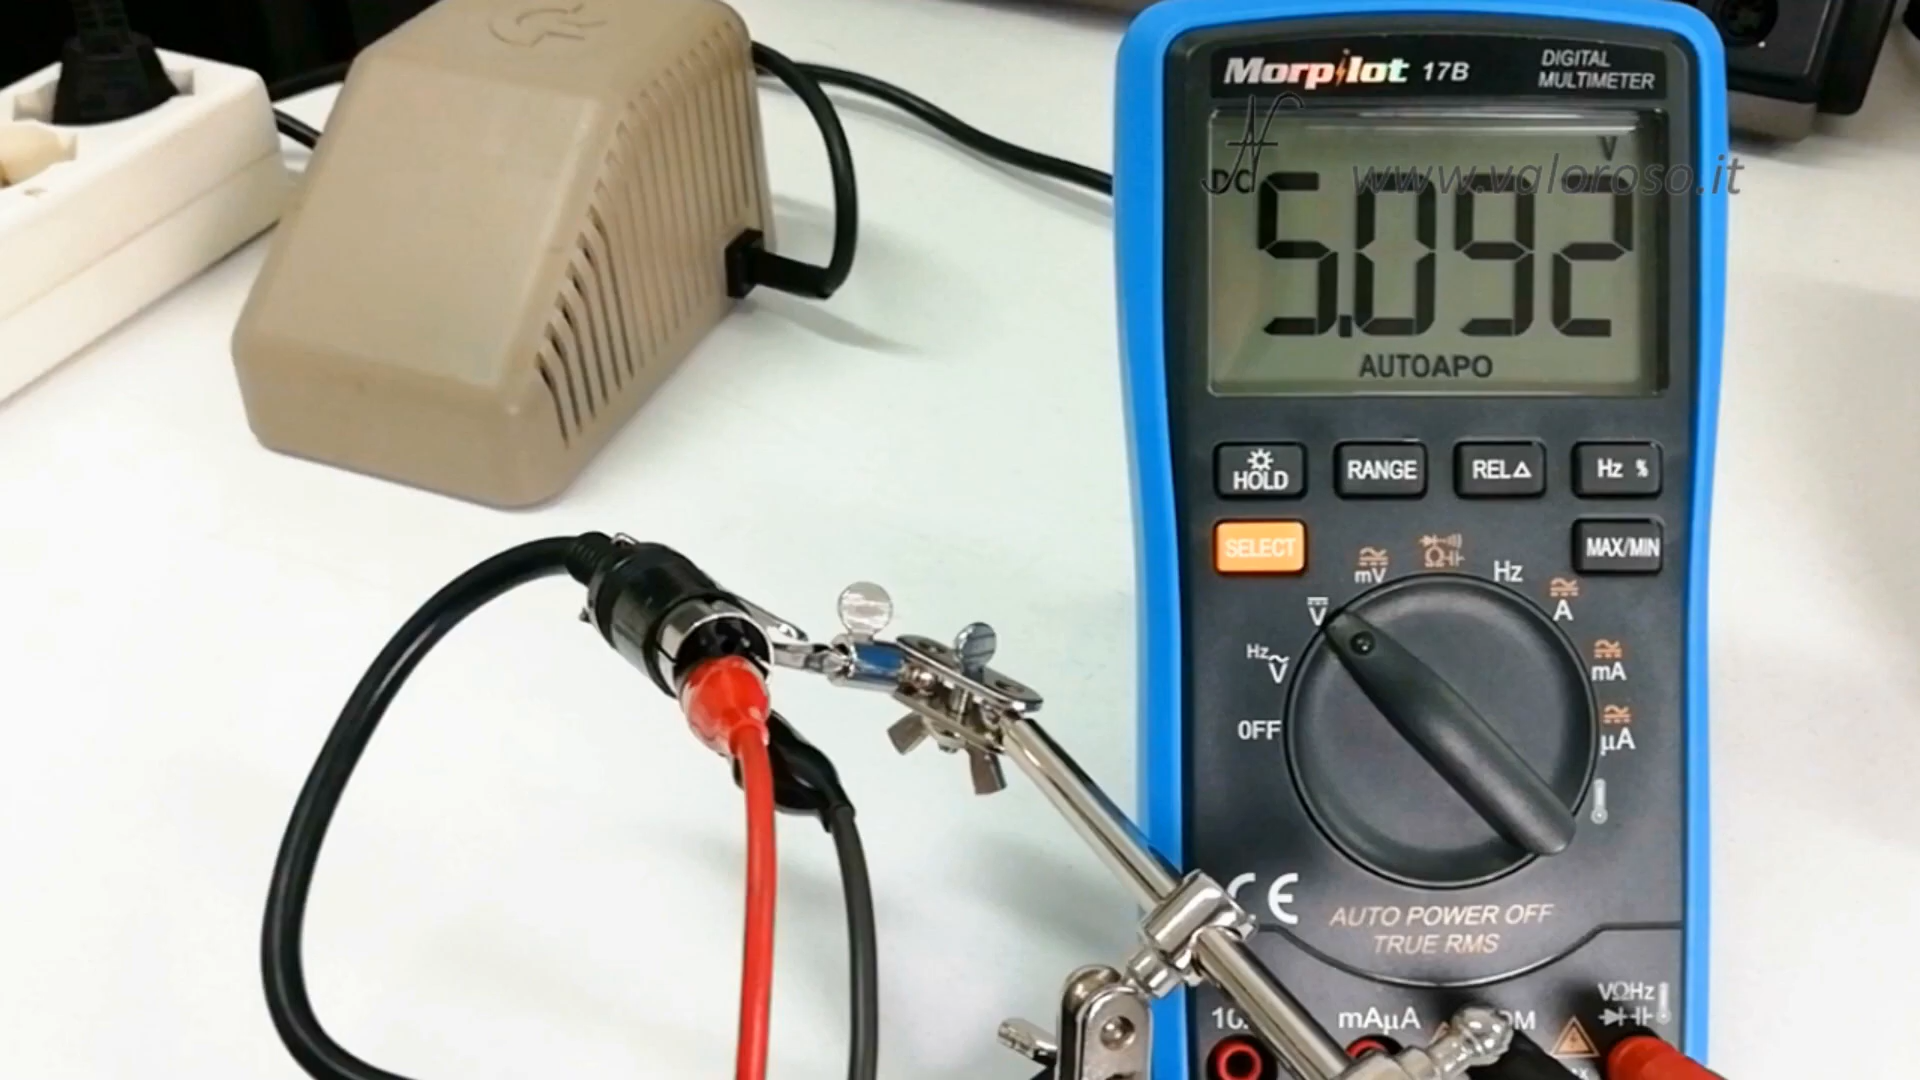 Morpilot 17B
DIGITAL
MULTIMETER
www.valoroso.it
V
DC
5.092
AUTOAPO
HOLD
RANGE
REL△
Hz %
SELECT
MAX/MIN
mV
Ω
Hz
A
V
mA
Hz
V
OFF
µA
CE
AUTO POWER OFF
TRUE RMS
VΩHz
mAµA